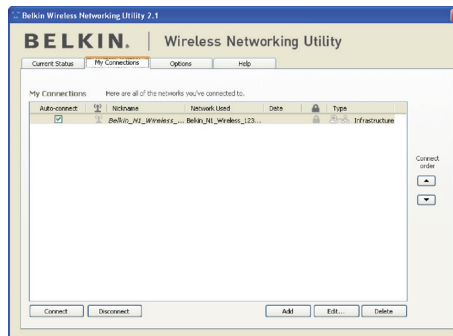 Belkin Wireless Networking Utility 2.1
BELKIN. | Wireless Networking Utility
Current Status My Connections Options Help
My Connections Here are all of the networks you've connected to.
Auto-connect Nickname Network Used Date Type
Belkin_N1_Wireless_... Belkin_N1_Wireless_123... Infrastructure
Connect
order
Connect Disconnect Add Edit... Delete